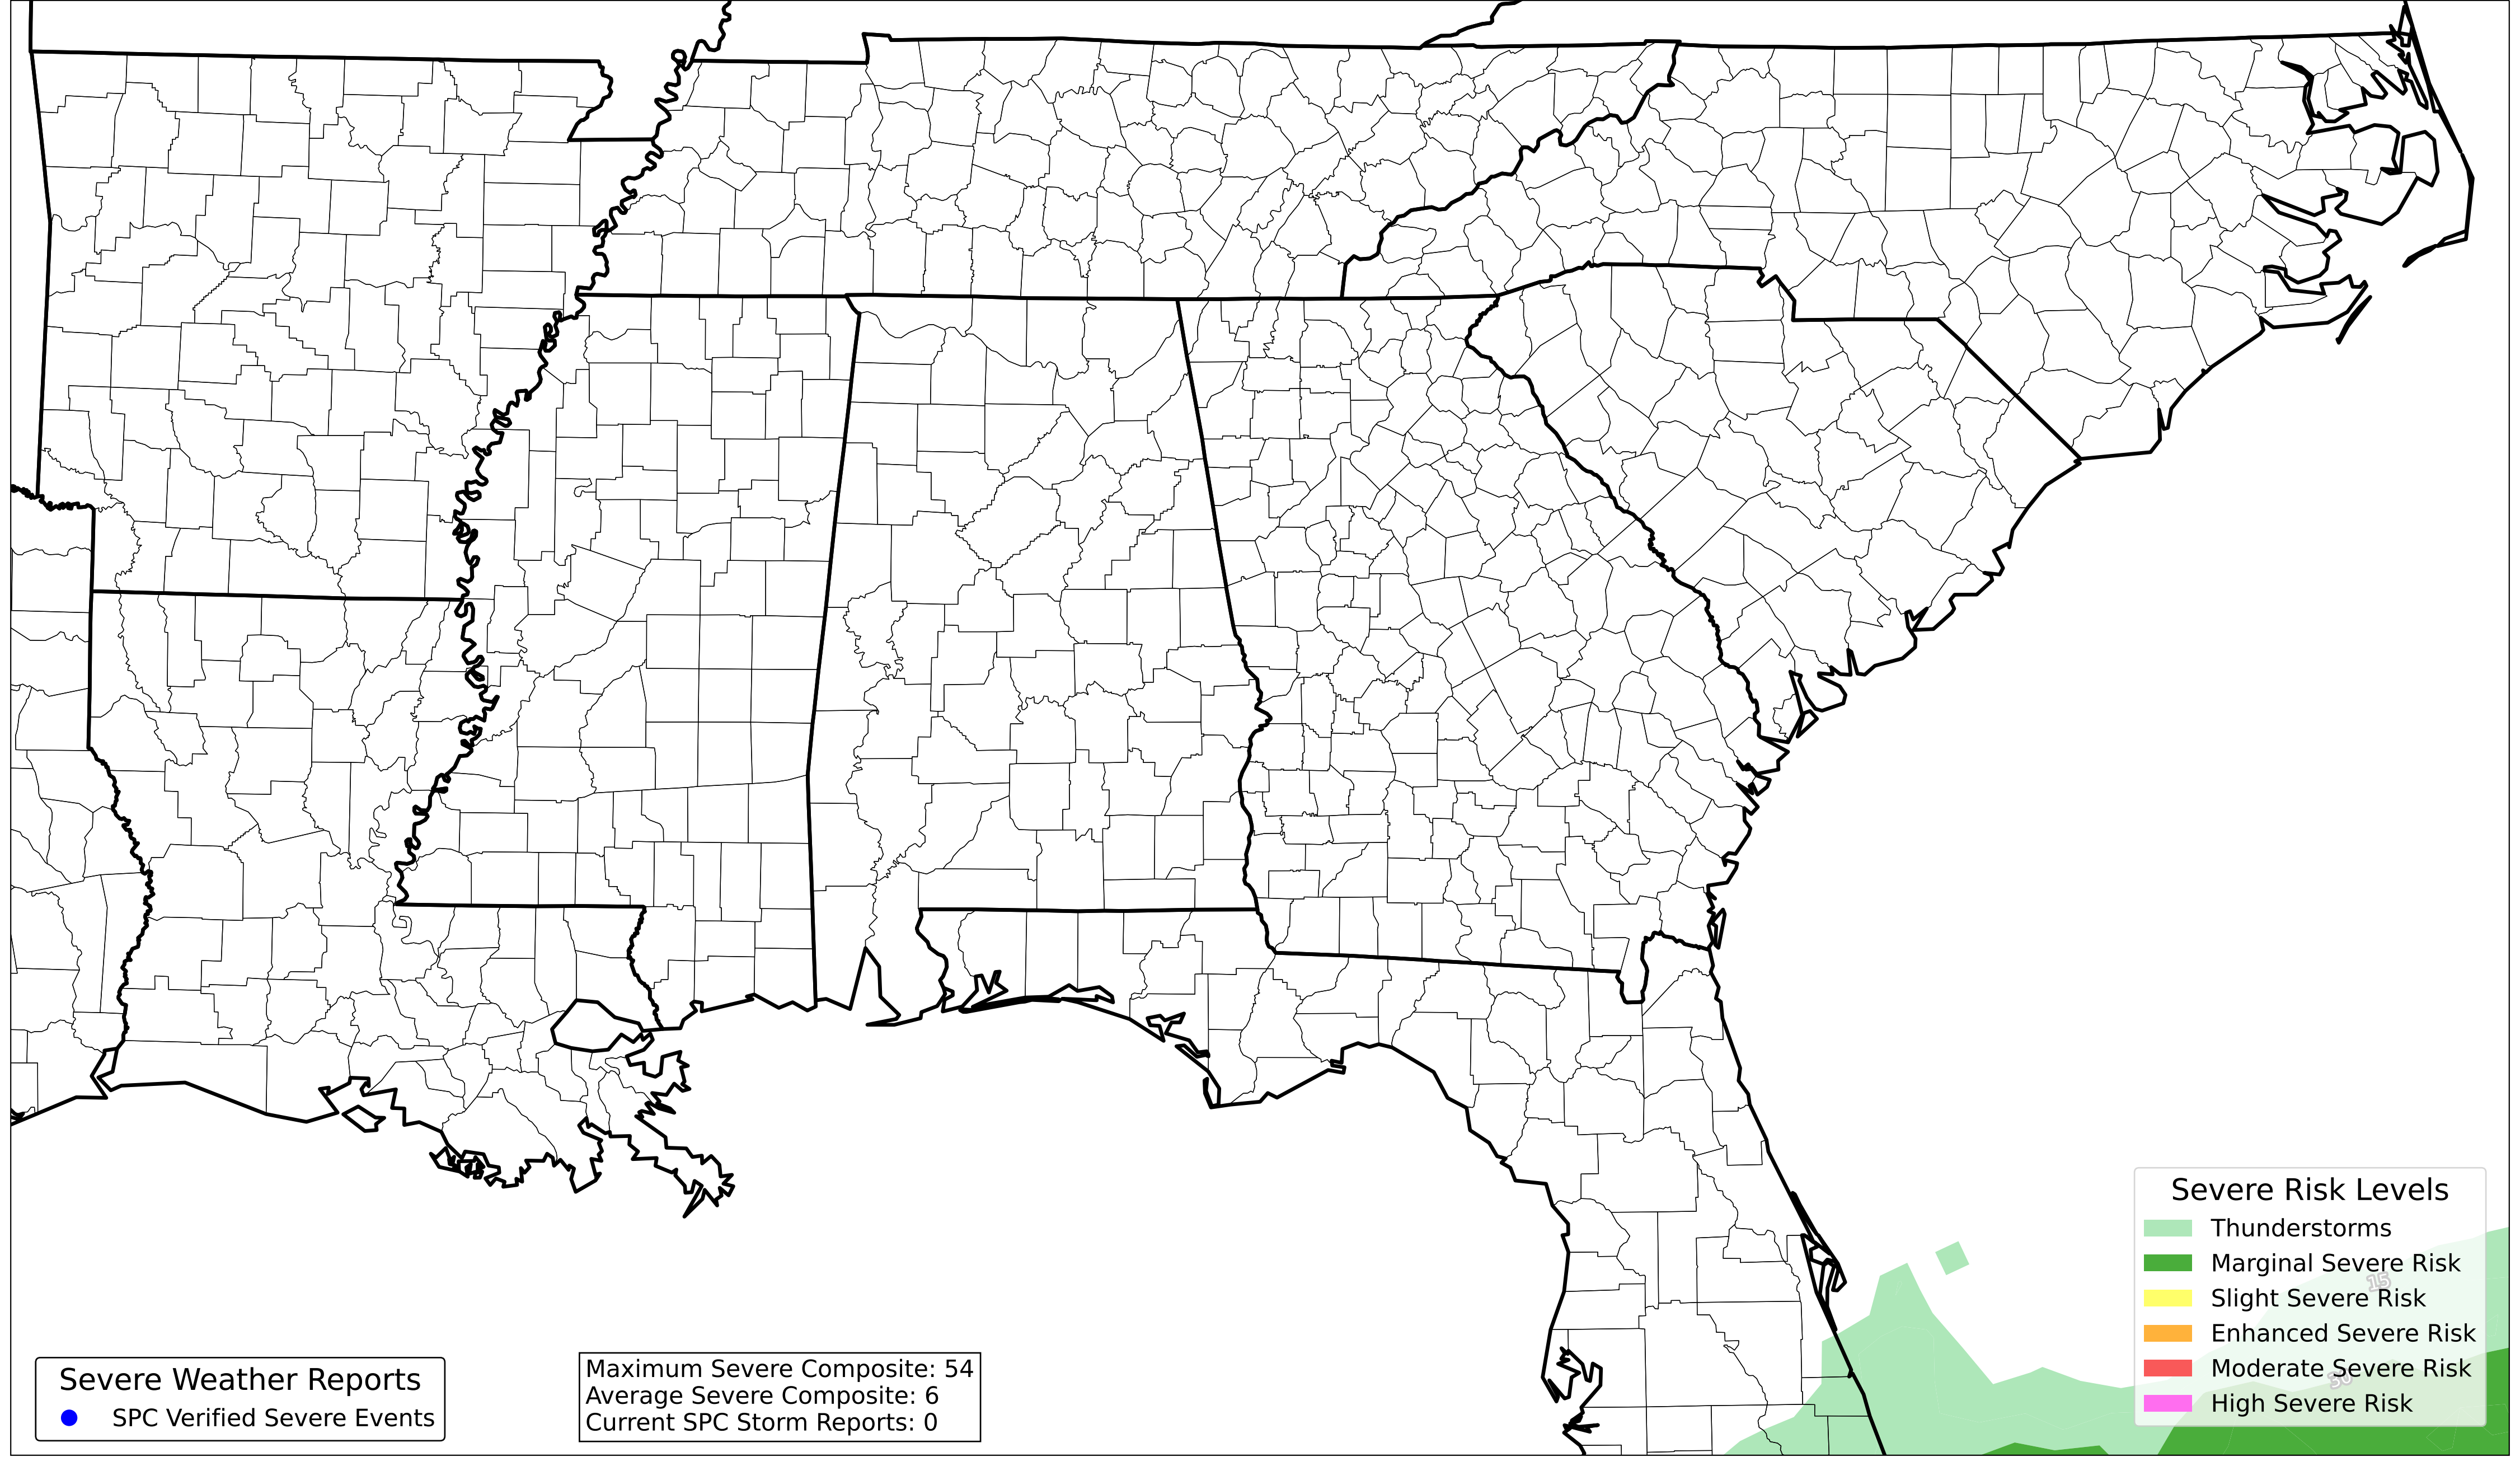 Severe Weather Reports
SPC Verified Severe Events
Maximum Severe Composite: 54
Average Severe Composite: 6
Current SPC Storm Reports: 0
Severe Risk Levels
Thunderstorms
Marginal Severe Risk
Slight Severe Risk
Enhanced Severe Risk
Moderate Severe Risk
High Severe Risk
15
30